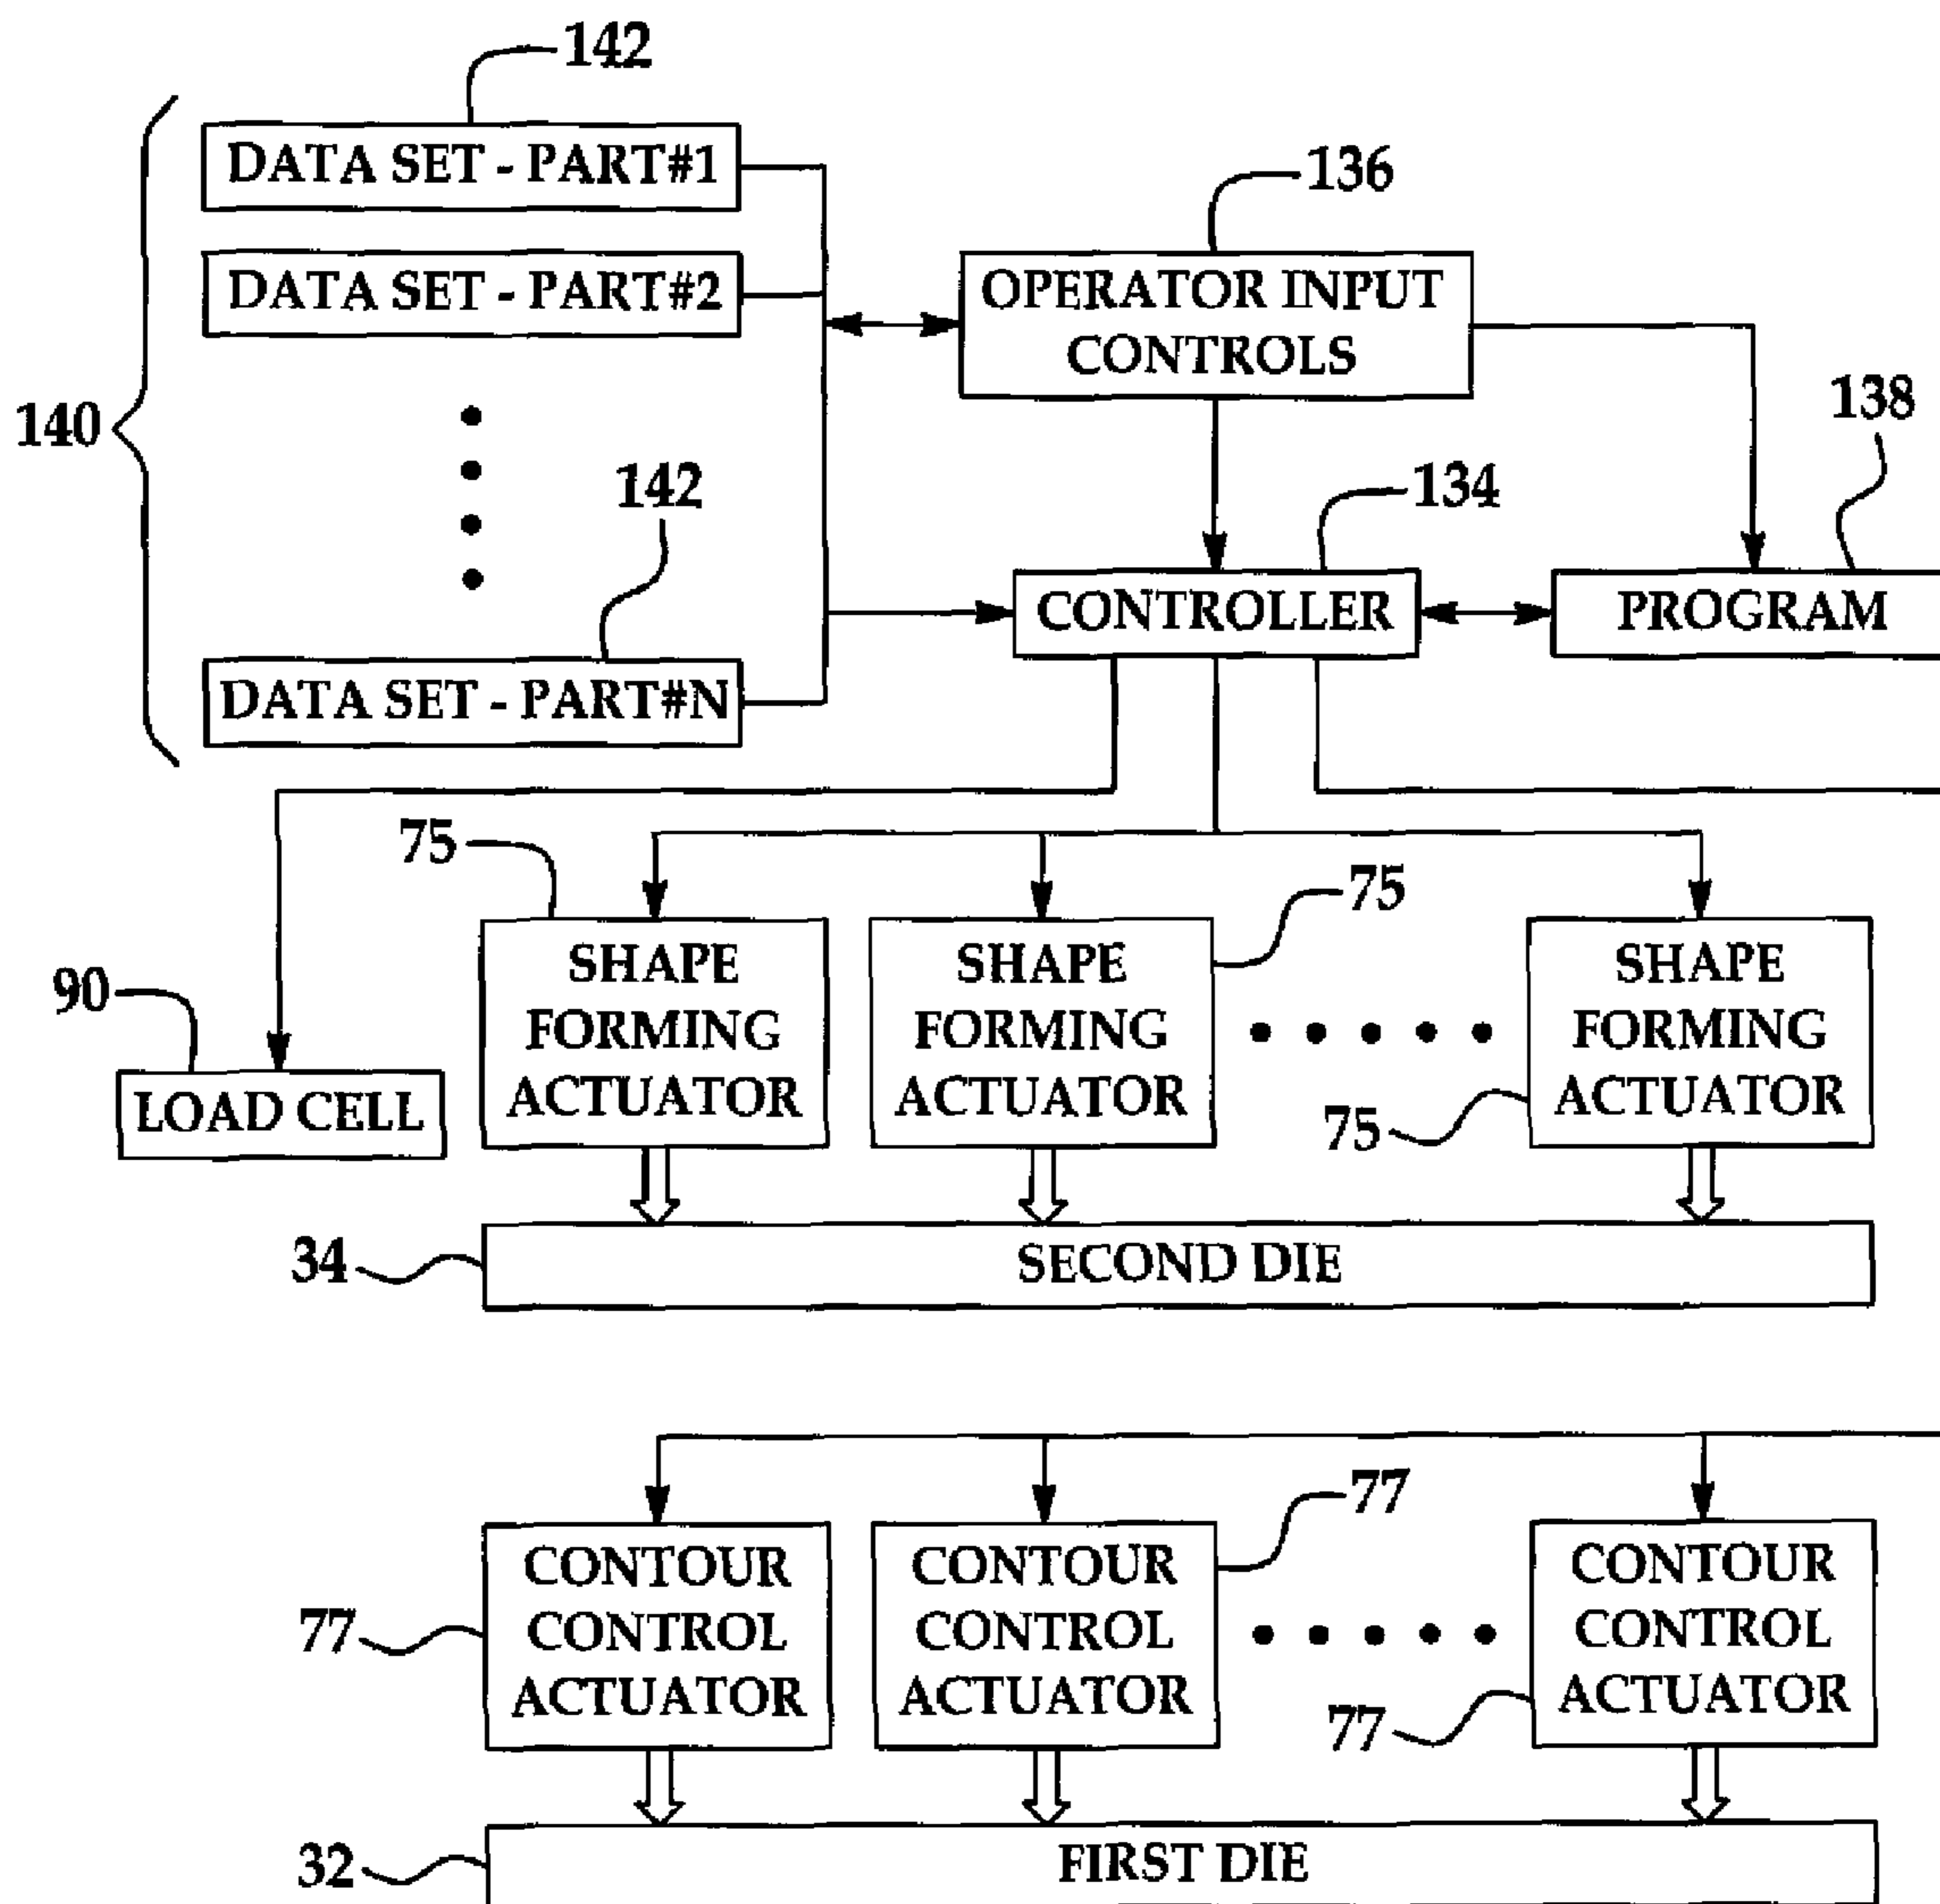 142
DATA SET - PART#1
136
DATA SET - PART#2
OPERATOR INPUT
CONTROLS
138
140
142
134
CONTROLLER
PROGRAM
DATA SET - PART#N
75
75
SHAPE
FORMING
ACTUATOR
SHAPE
FORMING
ACTUATOR
SHAPE
FORMING
ACTUATOR
90
LOAD CELL
75
34
SECOND DIE
77
CONTOUR
CONTROL
ACTUATOR
CONTOUR
CONTROL
ACTUATOR
CONTOUR
CONTROL
ACTUATOR
77
77
32
FIRST DIE